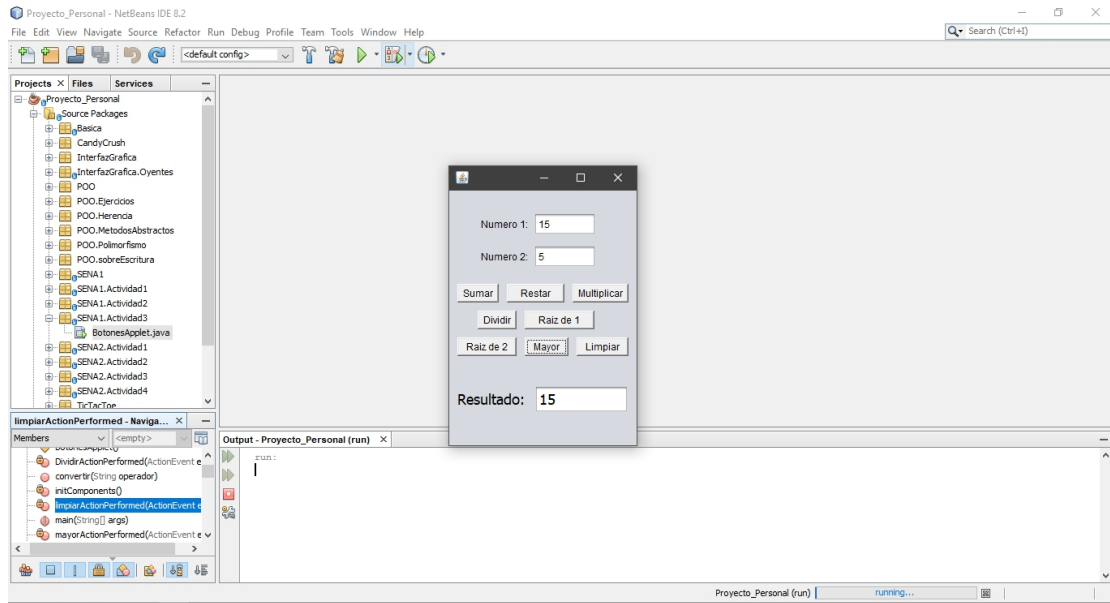 Proyecto_Personal - NetBeans IDE 8.2
File Edit View Navigate Source Refactor Run Debug Profile Team Tools Window Help
Search (Ctrl+I)
<default config>
Projects Files Services
Proyecto_Personal
Source Packages
Basica
CandyCrush
InterfazGrafica
InterfazGrafica.Oyentes
POO
POO.Ejercicios
POO.Herencia
POO.MetodosAbstractos
POO.Polimorfismo
POO.sobreEscritura
SENA1
SENA1.Actividad1
SENA1.Actividad2
SENA1.Actividad3
BotonesApplet.java
SENA2.Actividad1
SENA2.Actividad2
SENA2.Actividad3
SENA2.Actividad4
TicTacToe
Numero 1: 15
Numero 2: 5
Sumar Restar Multiplicar
Dividir Raiz de 1
Raiz de 2 Mayor Limpiar
Resultado: 15
limpiarActionPerformed - Naviga...
Members <empty>
BotonesApplet()
DividirActionPerformed(ActionEvent e
convertir(String operador)
initComponents()
limpiarActionPerformed(ActionEvent e
main(String[] args)
mayorActionPerformed(ActionEvent e
Output - Proyecto_Personal (run)
run:
Proyecto_Personal (run) running...